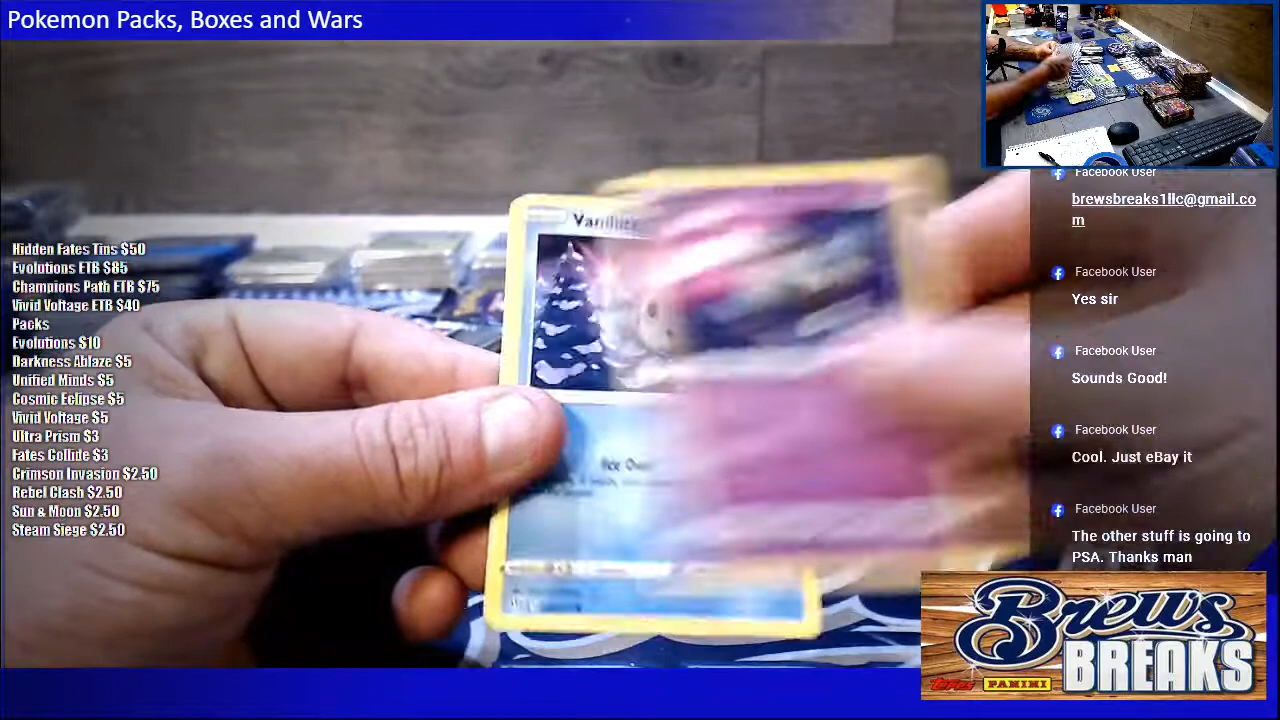 Pokemon Packs, Boxes and Wars
Hidden Fates Tins $50
Evolutions ETB $85
Champions Path ETB $75
Vivid Voltage ETB $40
Packs
Evolutions $10
Darkness Ablaze $5
Unified Minds $5
Cosmic Eclipse $5
Vivid Voltage $5
Ultra Prism $3
Fates Collide $3
Crimson Invasion $2.50
Rebel Clash $2.50
Sun & Moon $2.50
Steam Siege $2.50
Facebook User
brewsbreaks1llc@gmail.co
m
Facebook User
Yes sir
Facebook User
Sounds Good!
Facebook User
Cool. Just eBay it
Facebook User
The other stuff is going to
PSA. Thanks man
Brews
BREAKS
topps PANINI